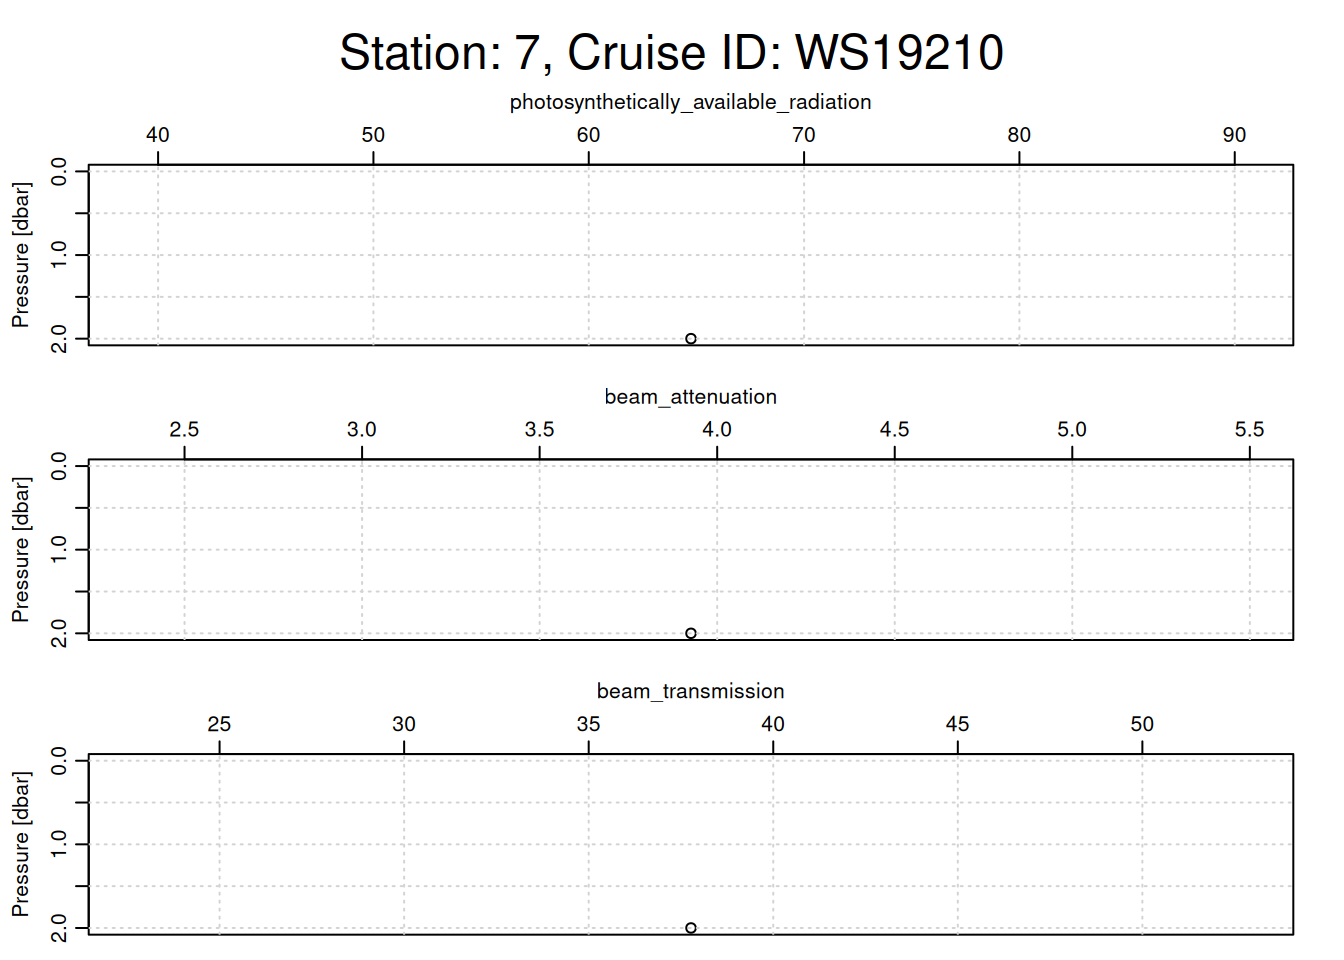 Station: 7, Cruise ID: WS19210
photosynthetically_available_radiation
40 50 60 70 80 90
Pressure [dbar]
0.0
1.0
2.0
beam_attenuation
2.5 3.0 3.5 4.0 4.5 5.0 5.5
Pressure [dbar]
0.0
1.0
2.0
beam_transmission
25 30 35 40 45 50
Pressure [dbar]
0.0
1.0
2.0